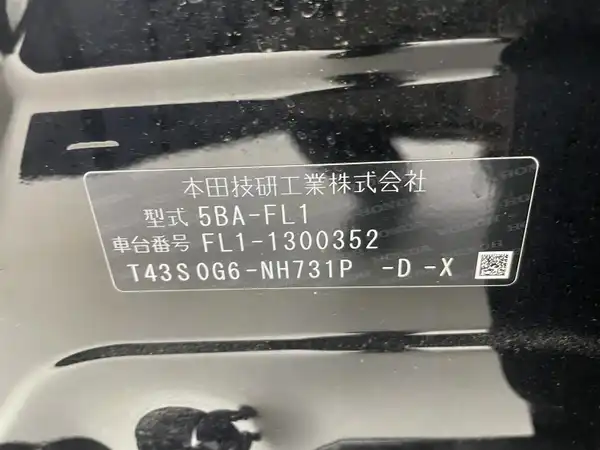 本田技研工業株式会社
型式 5BA-FL1
車台番号 FL1-1300352
T43S0G6-NH731P -D-X